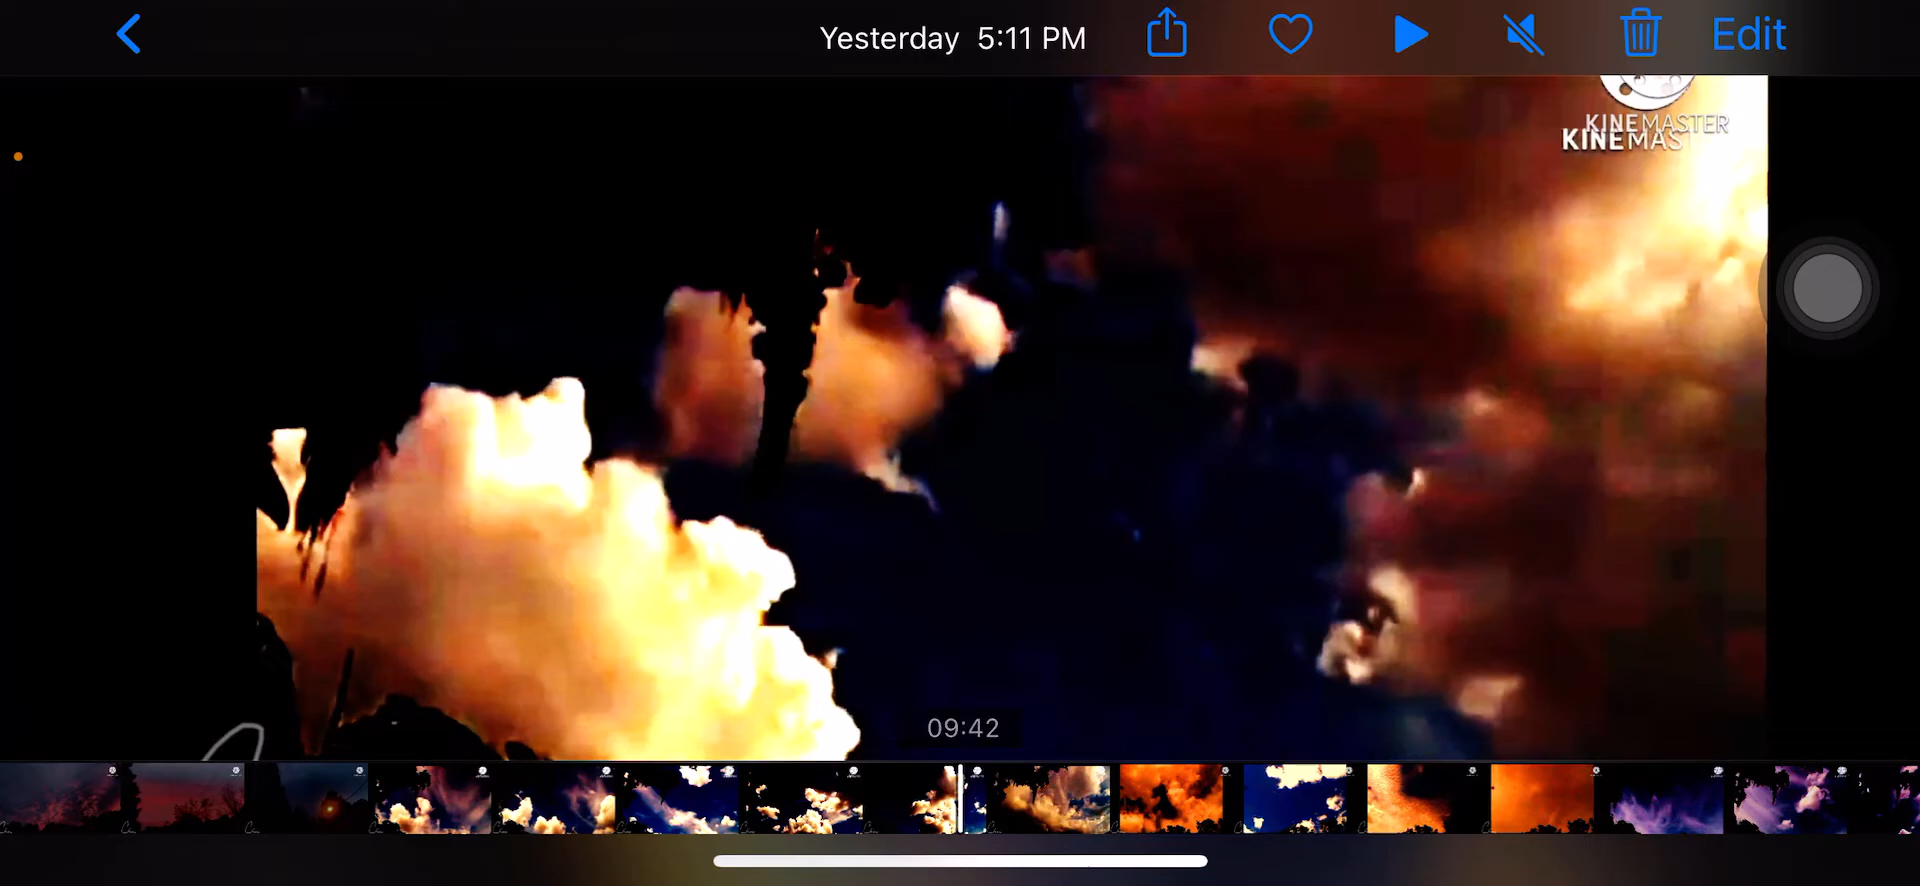 Yesterday 5:11 PM
Edit
KINEMASTER
KINEMAS
09:42